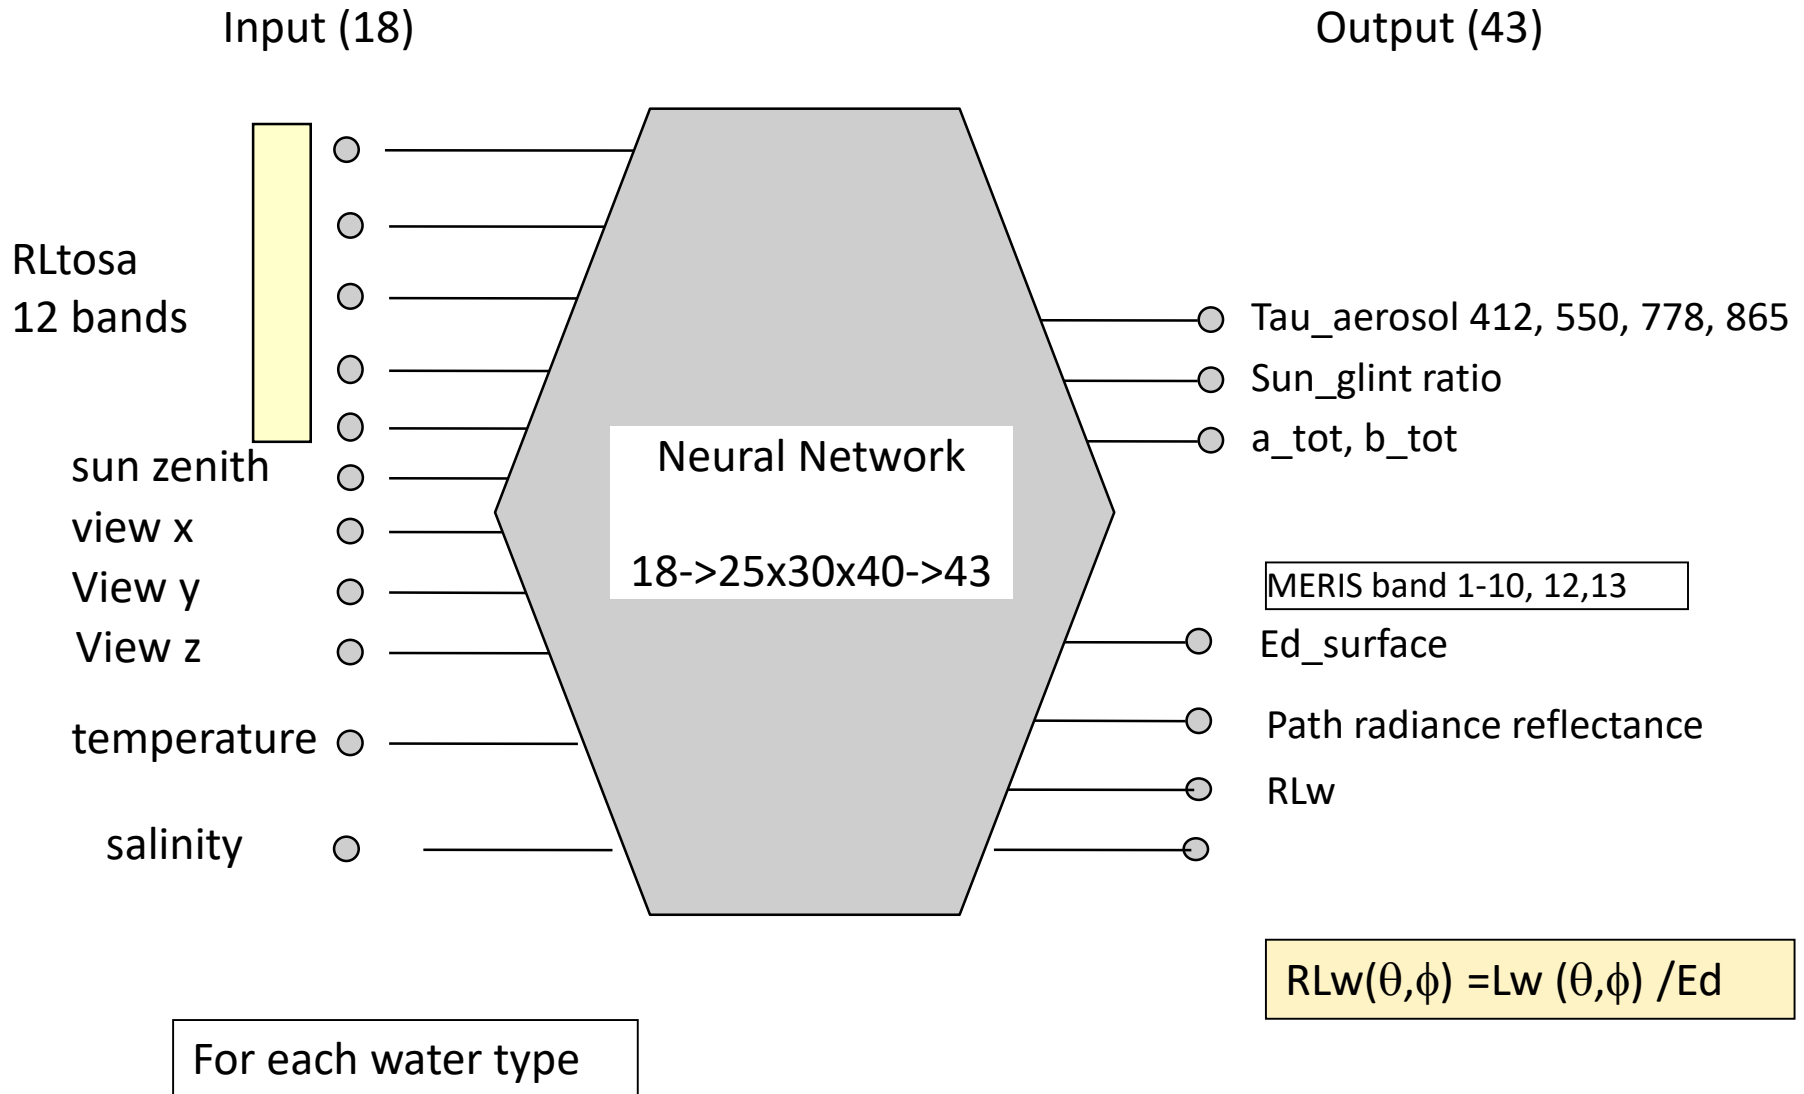 Input (18)
Output (43)
RLtosa
12 bands
sun zenith
view x
View y
View z
temperature
salinity
Neural Network
18->25x30x40->43
Tau_aerosol 412, 550, 778, 865
Sun_glint ratio
a_tot, b_tot
MERIS band 1-10, 12,13
Ed_surface
Path radiance reflectance
RLw
RLw(θ,ϕ) =Lw (θ,ϕ) /Ed
For each water type